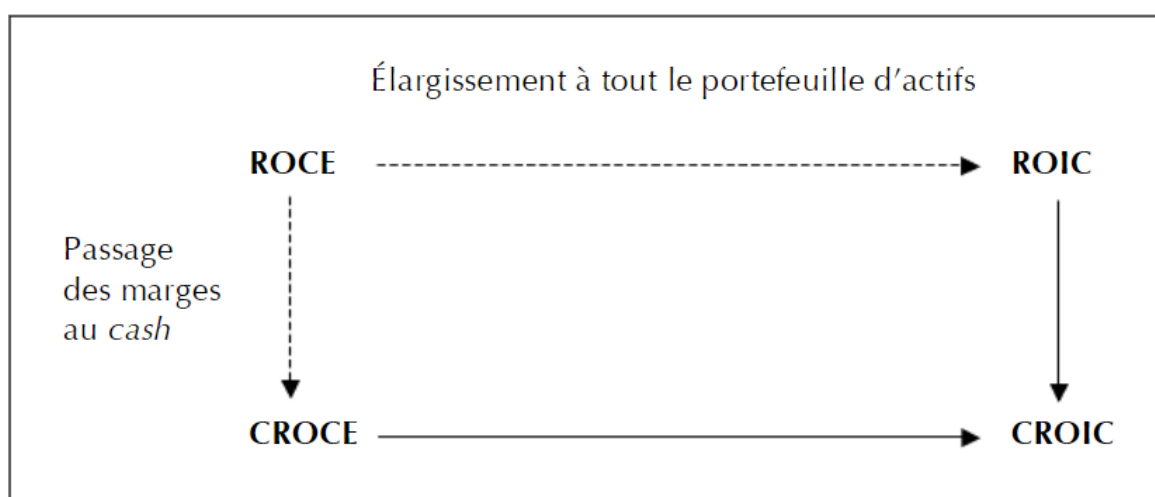 Élargissement à tout le portefeuille d'actifs
ROCE
ROIC
Passage
des marges
au cash
CROCE
CROIC